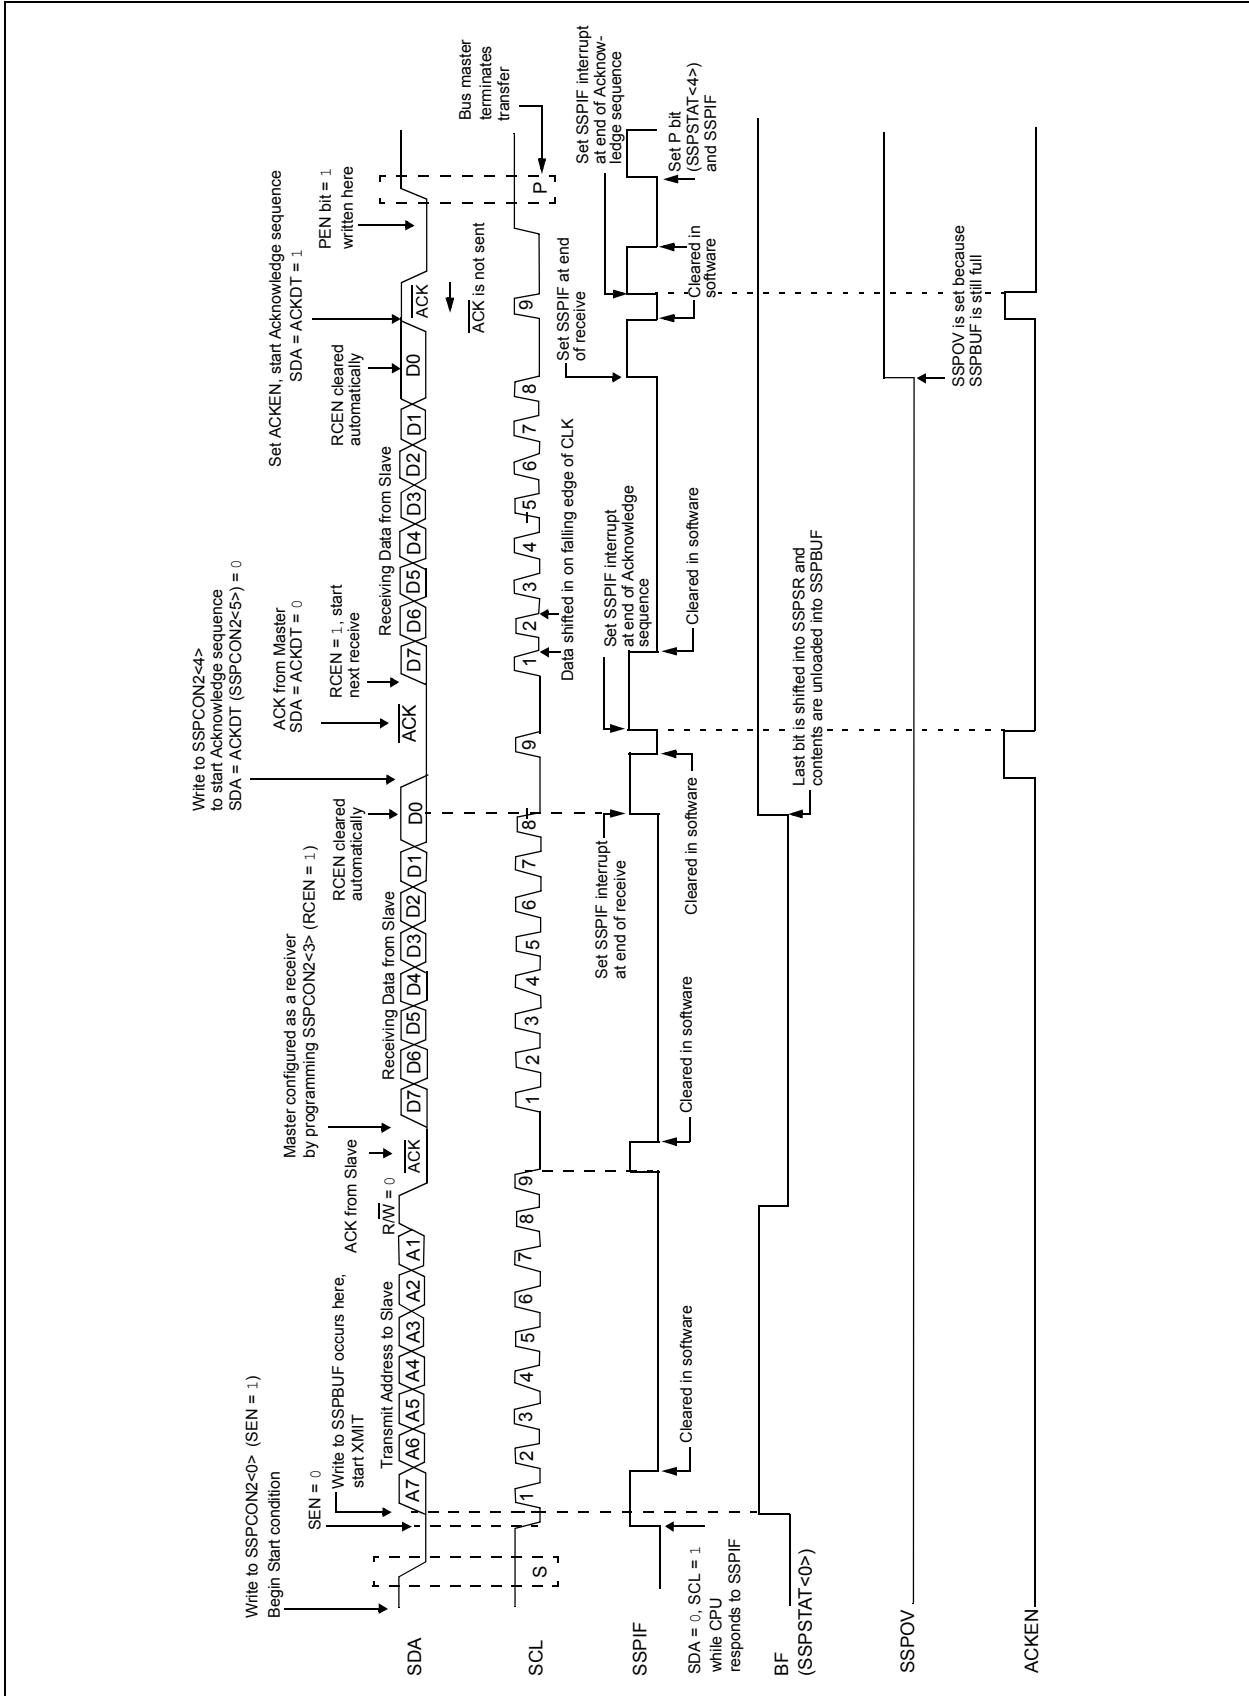 Write to SSPCON2<0> (SEN = 1)
Begin Start condition
SEN = 0
Write to SSPBUF occurs here,
start XMIT
Master configured as a receiver
by programming SSPCON2<3> (RCEN = 1)
ACK from Slave
Write to SSPCON2<4>
to start Acknowledge sequence
SDA = ACKDT (SSPCON2<5>) = 0
ACK from Master
SDA = ACKDT = 0
RCEN cleared
automatically
RCEN = 1, start
next receive
Set ACKEN, start Acknowledge sequence
SDA = ACKDT = 1
RCEN cleared
automatically
PEN bit = 1
written here
Transmit Address to Slave
R/W = 0
Receiving Data from Slave
Receiving Data from Slave
SDA
A7 A6 A5 A4 A3 A2 A1 ACK D7 D6 D5 D4 D3 D2 D1 D0 ACK D7 D6 D5 D4 D3 D2 D1 D0 ACK
ACK is not sent
Bus master
terminates
transfer
SCL
S 1 2 3 4 5 6 7 8 9 1 2 3 4 5 6 7 8 9 1 2 3 4 5 6 7 8 9 P
Data shifted in on falling edge of CLK
Set SSPIF interrupt
at end of receive
Set SSPIF interrupt
at end of Acknowledge
sequence
Set SSPIF at end
of receive
Set SSPIF interrupt
at end of Acknow-
ledge sequence
SSPIF
SDA = 0, SCL = 1
while CPU
responds to SSPIF
Cleared in software
Cleared in software
Cleared in software
Cleared in software
Cleared in
software
Set P bit
(SSPSTAT<4>)
and SSPIF
BF
(SSPSTAT<0>)
Last bit is shifted into SSPSR and
contents are unloaded into SSPBUF
SSPOV
SSPOV is set because
SSPBUF is still full
ACKEN